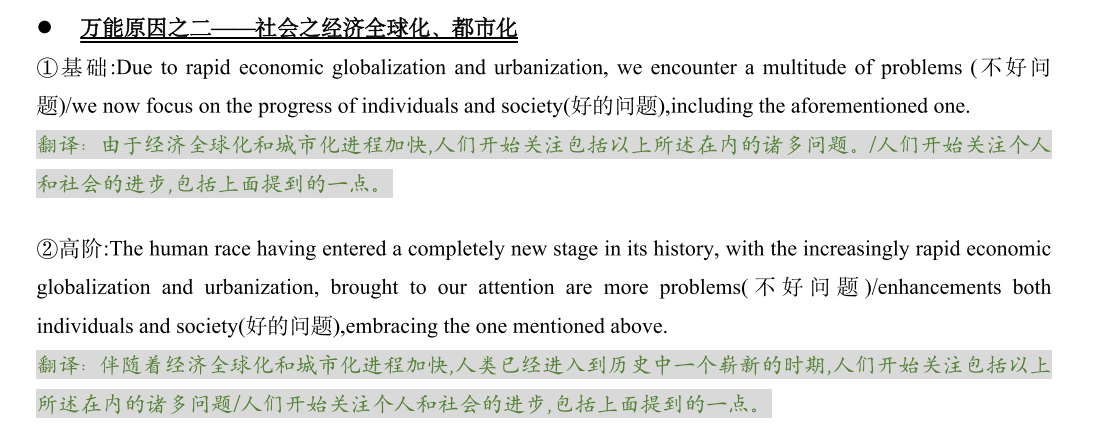 ● 万能原因之二——社会之经济全球化、都市化
①基础:Due to rapid economic globalization and urbanization, we encounter a multitude of problems (不好问
题)/we now focus on the progress of individuals and society(好的问题),including the aforementioned one.
翻译: 由于经济全球化和城市化进程加快,人们开始关注包括以上所述在内的诸多问题。/人们开始关注个人
和社会的进步,包括上面提到的一点。
②高阶:The human race having entered a completely new stage in its history, with the increasingly rapid economic
globalization and urbanization, brought to our attention are more problems(不好问题)/enhancements both
individuals and society(好的问题),embracing the one mentioned above.
翻译: 伴随着经济全球化和城市化进程加快,人类已经进入到历史中一个崭新的时期,人们开始关注包括以上
所述在内的诸多问题/人们开始关注个人和社会的进步,包括上面提到的一点。